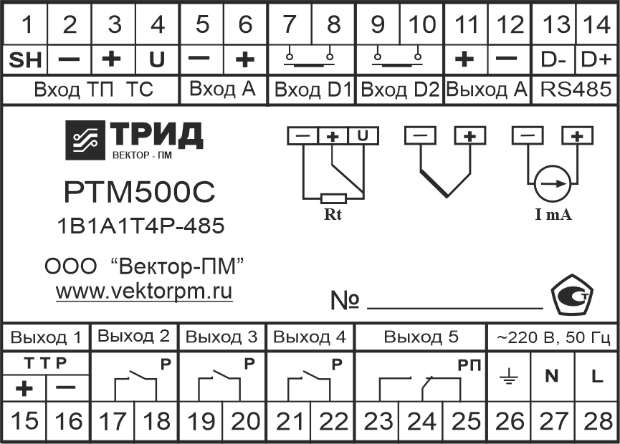 1 2 3 4 5 6 7 8 9 10 11 12 13 14
SH — + U — + + — D- D+
Вход ТП ТС Вход А Вход D1 Вход D2 Выход А RS485
ТРИД
ВЕКТОР - ПМ
— + U — + — +
Rt I mA
РТМ500С
1В1А1Т4Р-485
ООО “Вектор-ПМ”
www.vektorpm.ru
№
Выход 1 Выход 2 Выход 3 Выход 4 Выход 5 ~220 В, 50 Гц
ТТР Р Р Р РП
+ — N L
15 16 17 18 19 20 21 22 23 24 25 26 27 28